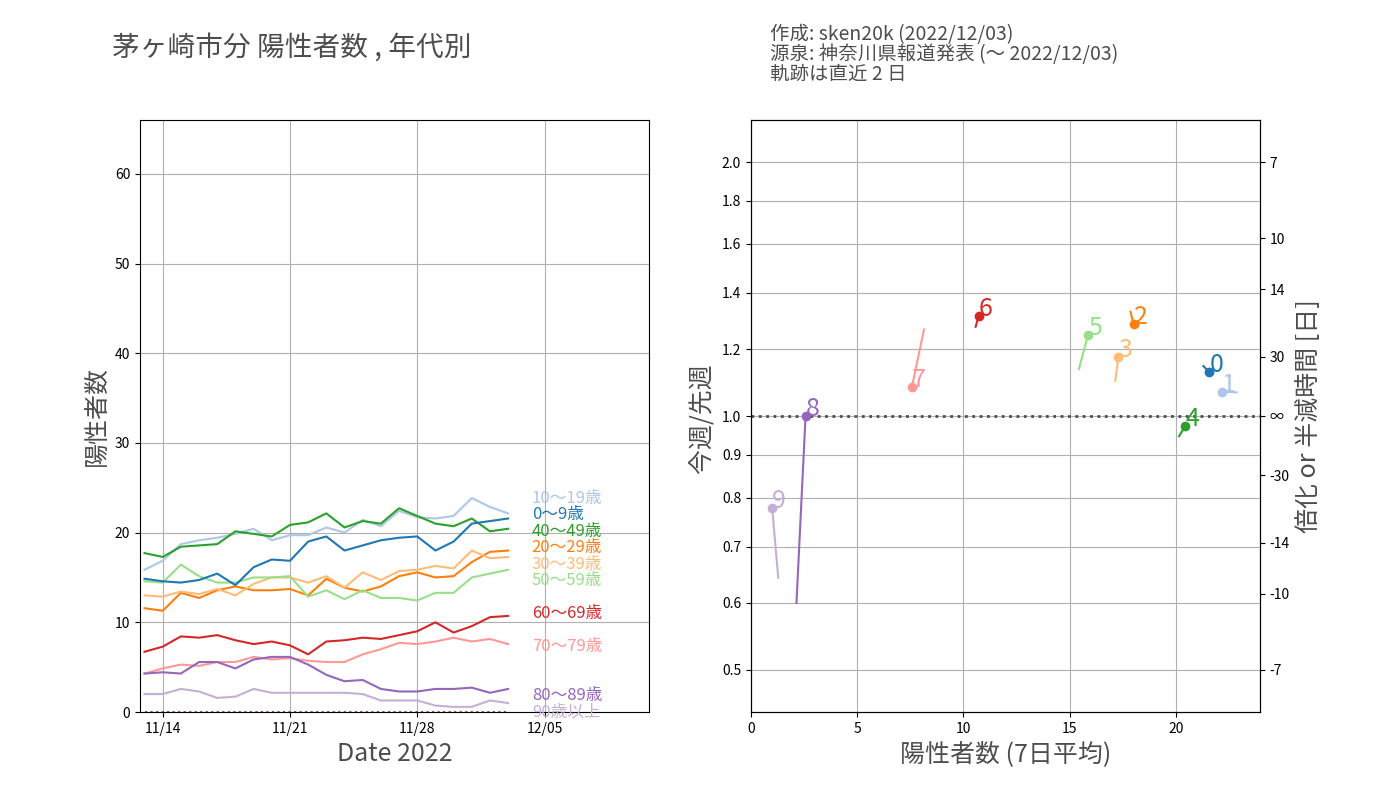 茅ヶ崎市分 陽性者数 , 年代別
作成: sken20k (2022/12/03)
源泉: 神奈川県報道発表 (〜 2022/12/03)
軌跡は直近 2 日
陽性者数
60
50
40
30
20
10
0
11/14
11/21
11/28
12/05
Date 2022
10〜19歳
0〜9歳
40〜49歳
20〜29歳
30〜39歳
50〜59歳
60〜69歳
70〜79歳
80〜89歳
90歳以上
今週/先週
2.0
1.8
1.6
1.4
1.2
1.0
0.9
0.8
0.7
0.6
0.5
0
5
10
15
20
陽性者数 (7日平均)
6
2
5
3
0
7
1
8
4
9
7
10
14
30
∞
-30
-14
-10
-7
倍化 or 半減時間 [日]